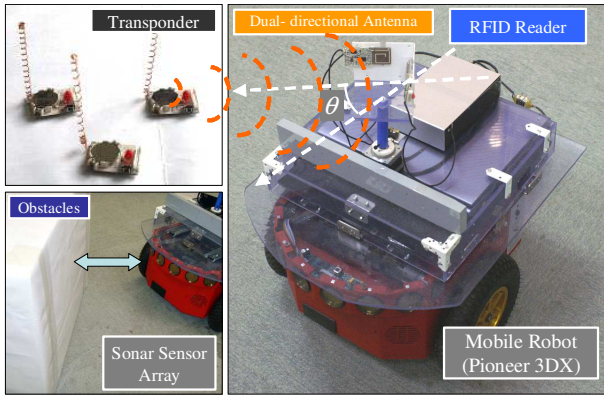 Transponder
Dual- directional Antenna
RFID Reader
θ
Obstacles
Sonar Sensor
Array
Mobile Robot
(Pioneer 3DX)